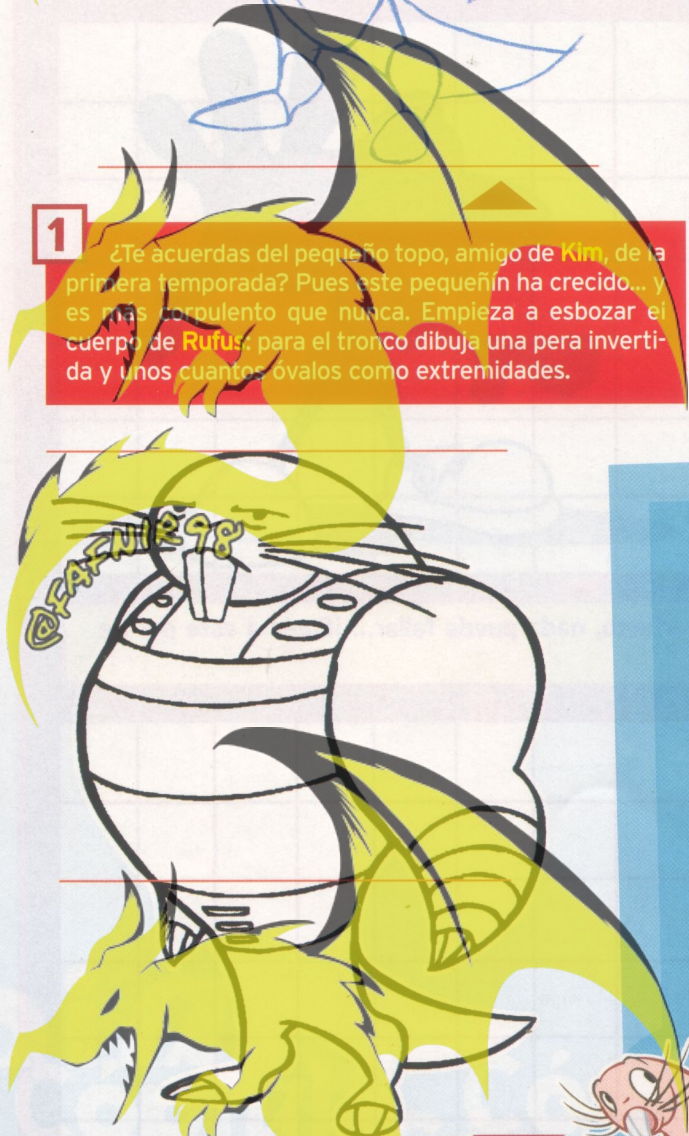 1
¿Te acuerdas del pequeño topo, amigo de Kim, de la
primera temporada? Pues este pequeñín ha crecido... y
es más corpulento que nunca. Empieza a esbozar el
cuerpo de Rufus: para el tronco dibuja una pera inverti-
da y unos cuantos óvalos como extremidades.
@FAFNIR98